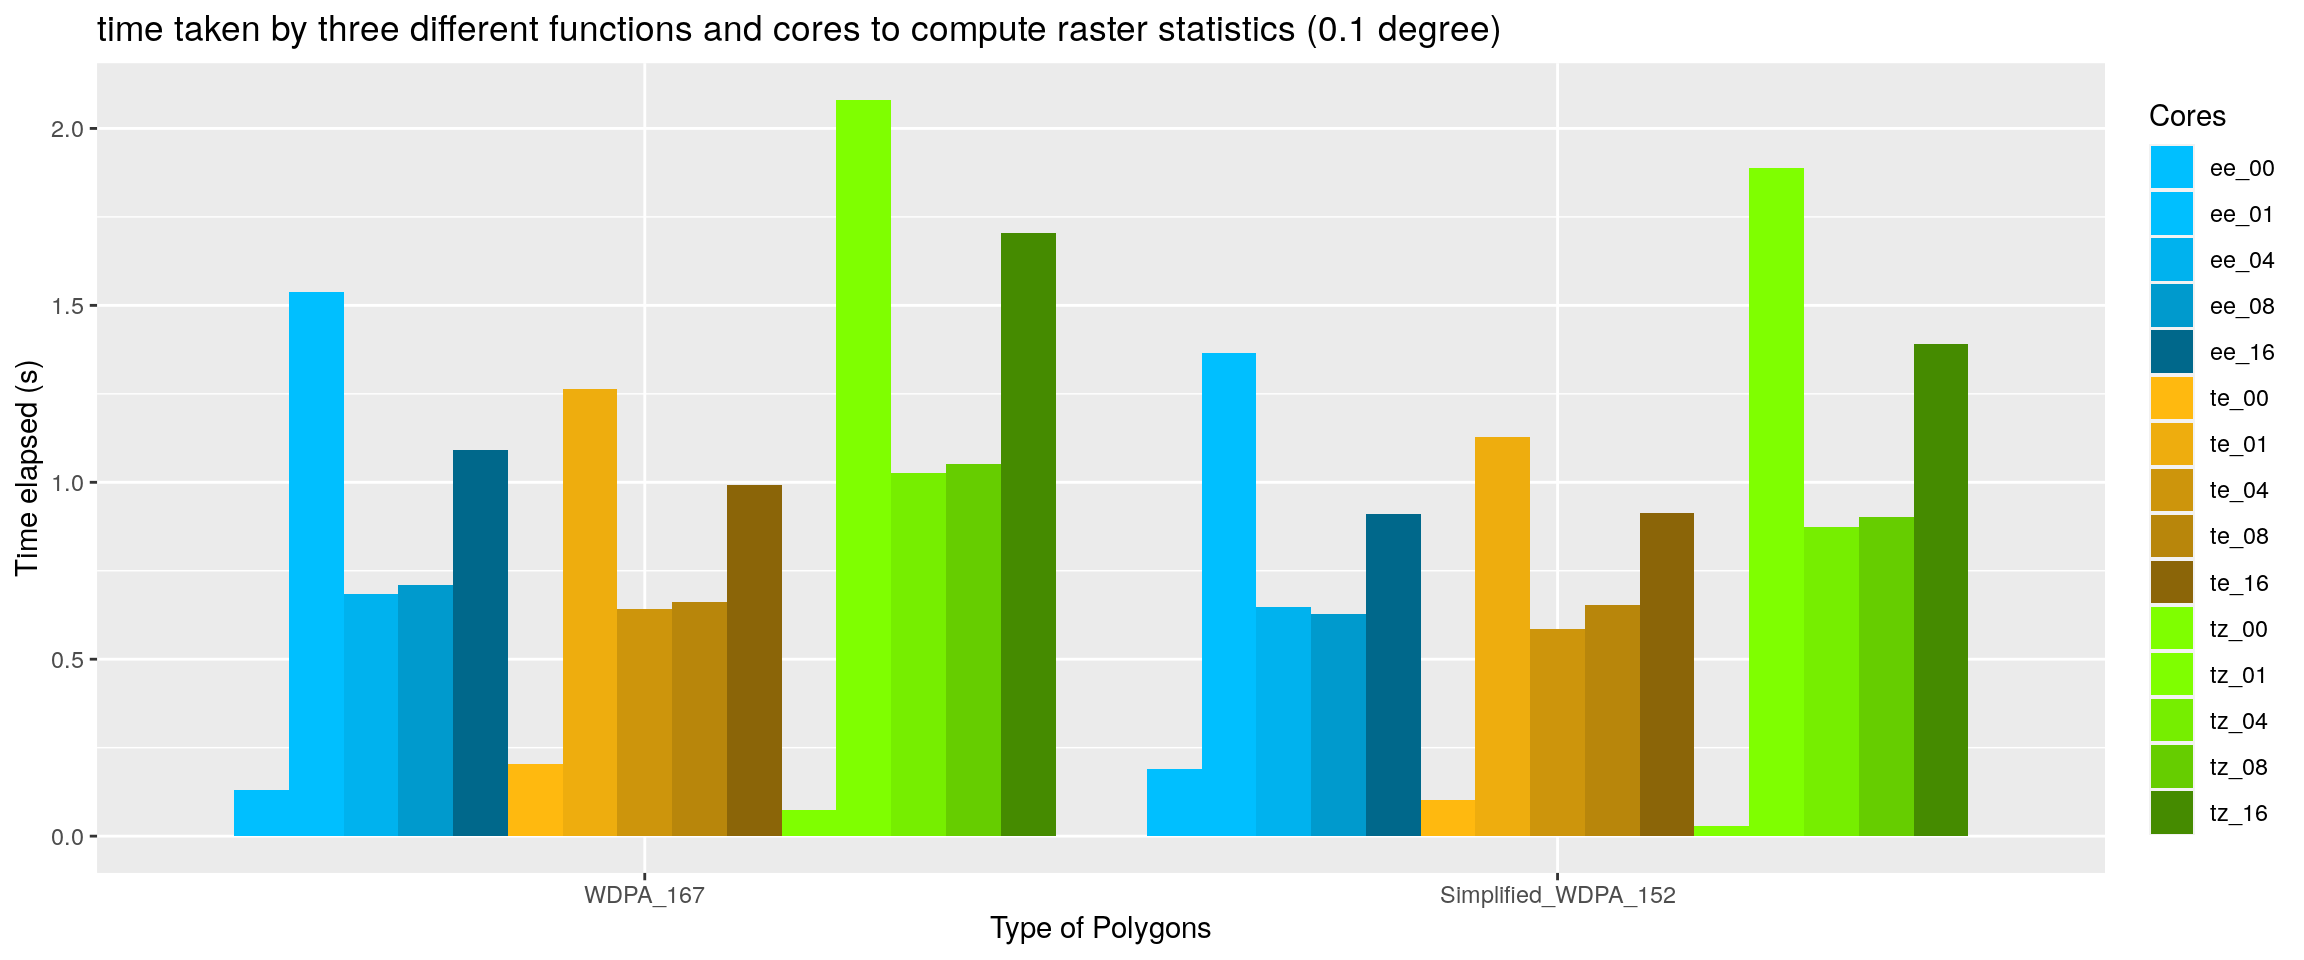 time taken by three different functions and cores to compute raster statistics (0.1 degree)
Time elapsed (s)
2.0
1.5
1.0
0.5
0.0
WDPA_167
Simplified_WDPA_152
Type of Polygons
Cores
ee_00
ee_01
ee_04
ee_08
ee_16
te_00
te_01
te_04
te_08
te_16
tz_00
tz_01
tz_04
tz_08
tz_16